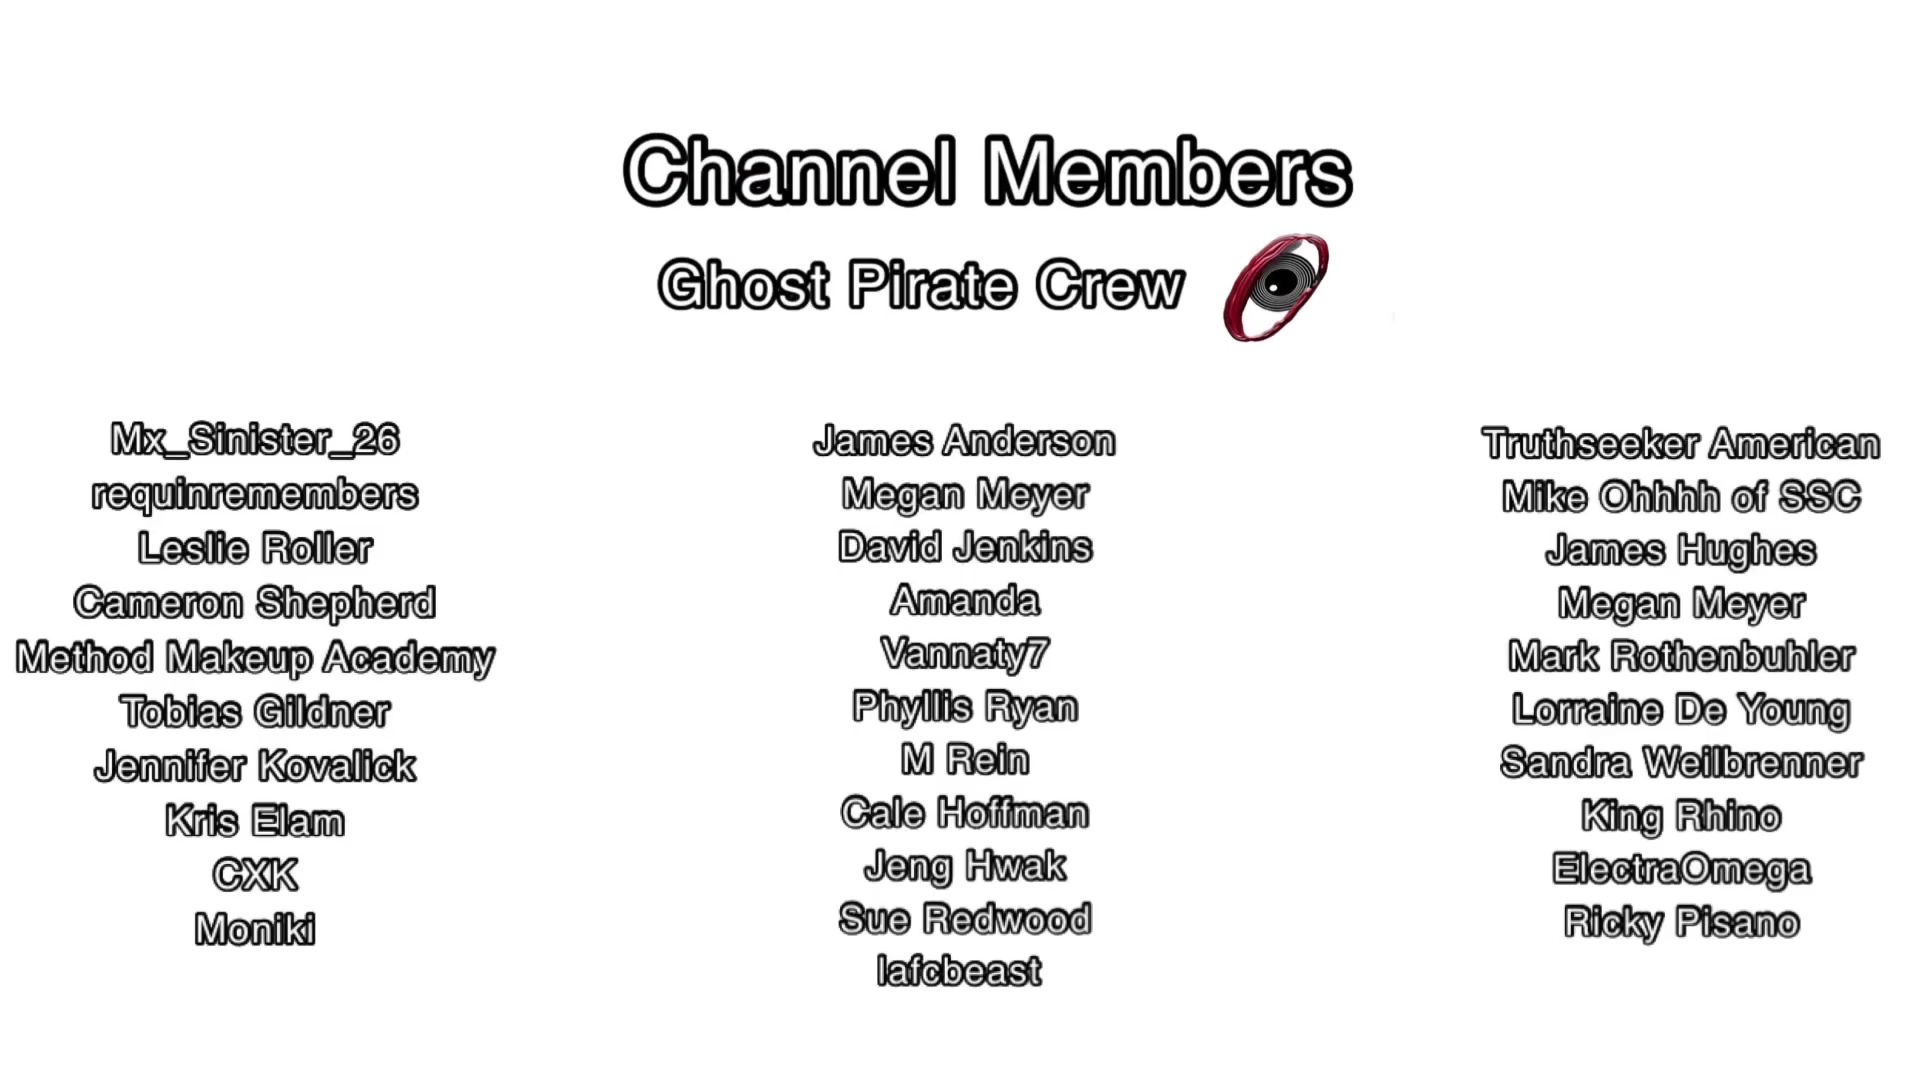 Channel Members
Ghost Pirate Crew
Mx_Sinister_26
requinremembers
Leslie Roller
Cameron Shepherd
Method Makeup Academy
Tobias Gildner
Jennifer Kovalick
Kris Elam
CXK
Moniki
James Anderson
Megan Meyer
David Jenkins
Amanda
Vannaty7
Phyllis Ryan
M Rein
Cale Hoffman
Jeng Hwak
Sue Redwood
lafcbeast
Truthseeker American
Mike Ohhhh of SSC
James Hughes
Megan Meyer
Mark Rothenbuhler
Lorraine De Young
Sandra Weilbrenner
King Rhino
ElectraOmega
Ricky Pisano